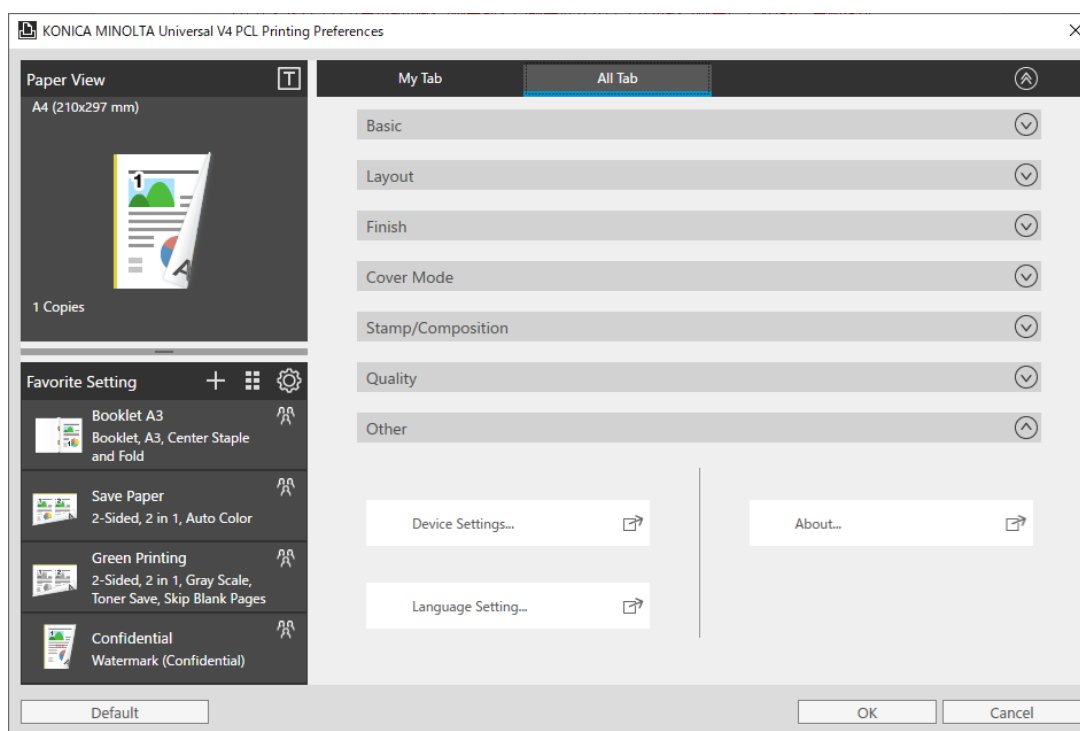 KONICA MINOLTA Universal V4 PCL Printing Preferences
Paper View
T
A4 (210x297 mm)
1
A
1 Copies
Favorite Setting
Booklet A3
Booklet, A3, Center Staple
and Fold
Save Paper
2-Sided, 2 in 1, Auto Color
Green Printing
2-Sided, 2 in 1, Gray Scale,
Toner Save, Skip Blank Pages
Confidential
Watermark (Confidential)
My Tab
All Tab
Basic
Layout
Finish
Cover Mode
Stamp/Composition
Quality
Other
Device Settings...
About...
Language Setting...
Default
OK
Cancel